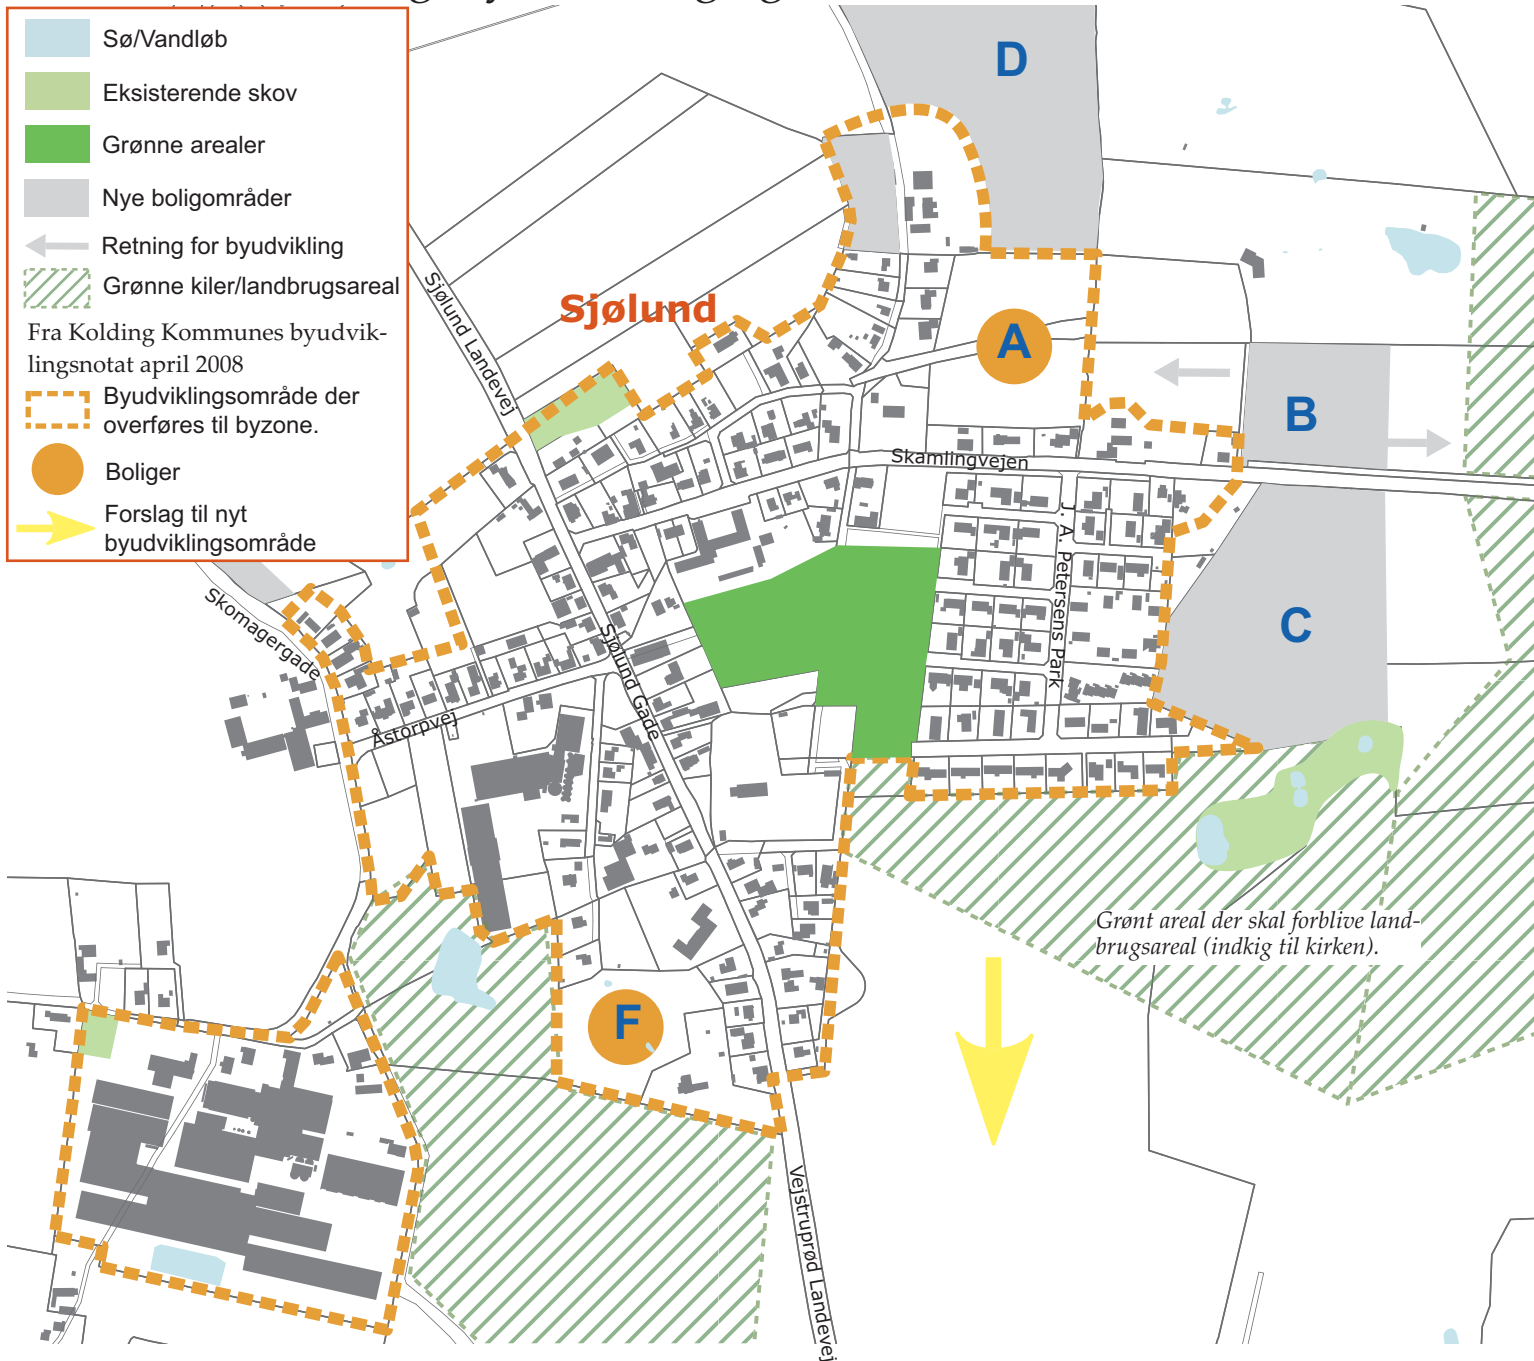 Sø/Vandløb
Eksisterende skov
Grønne arealer
Nye boligområder
Retning for byudvikling
Grønne kiler/landbrugsareal
Fra Kolding Kommunes byudvik-
lingsnotat april 2008
Byudviklingsområde der
overføres til byzone.
Boliger
Forslag til nyt
byudviklingsområde
D
Sjølund
Sjølund Landevej
A
B
Skamlingvejen
J. A. Petersens Park
C
Skomagergade
Sjølund Gade
Åstorpvej
Grønt areal der skal forblive land-
brugsareal (indkig til kirken).
F
Vejstruprød Landevej